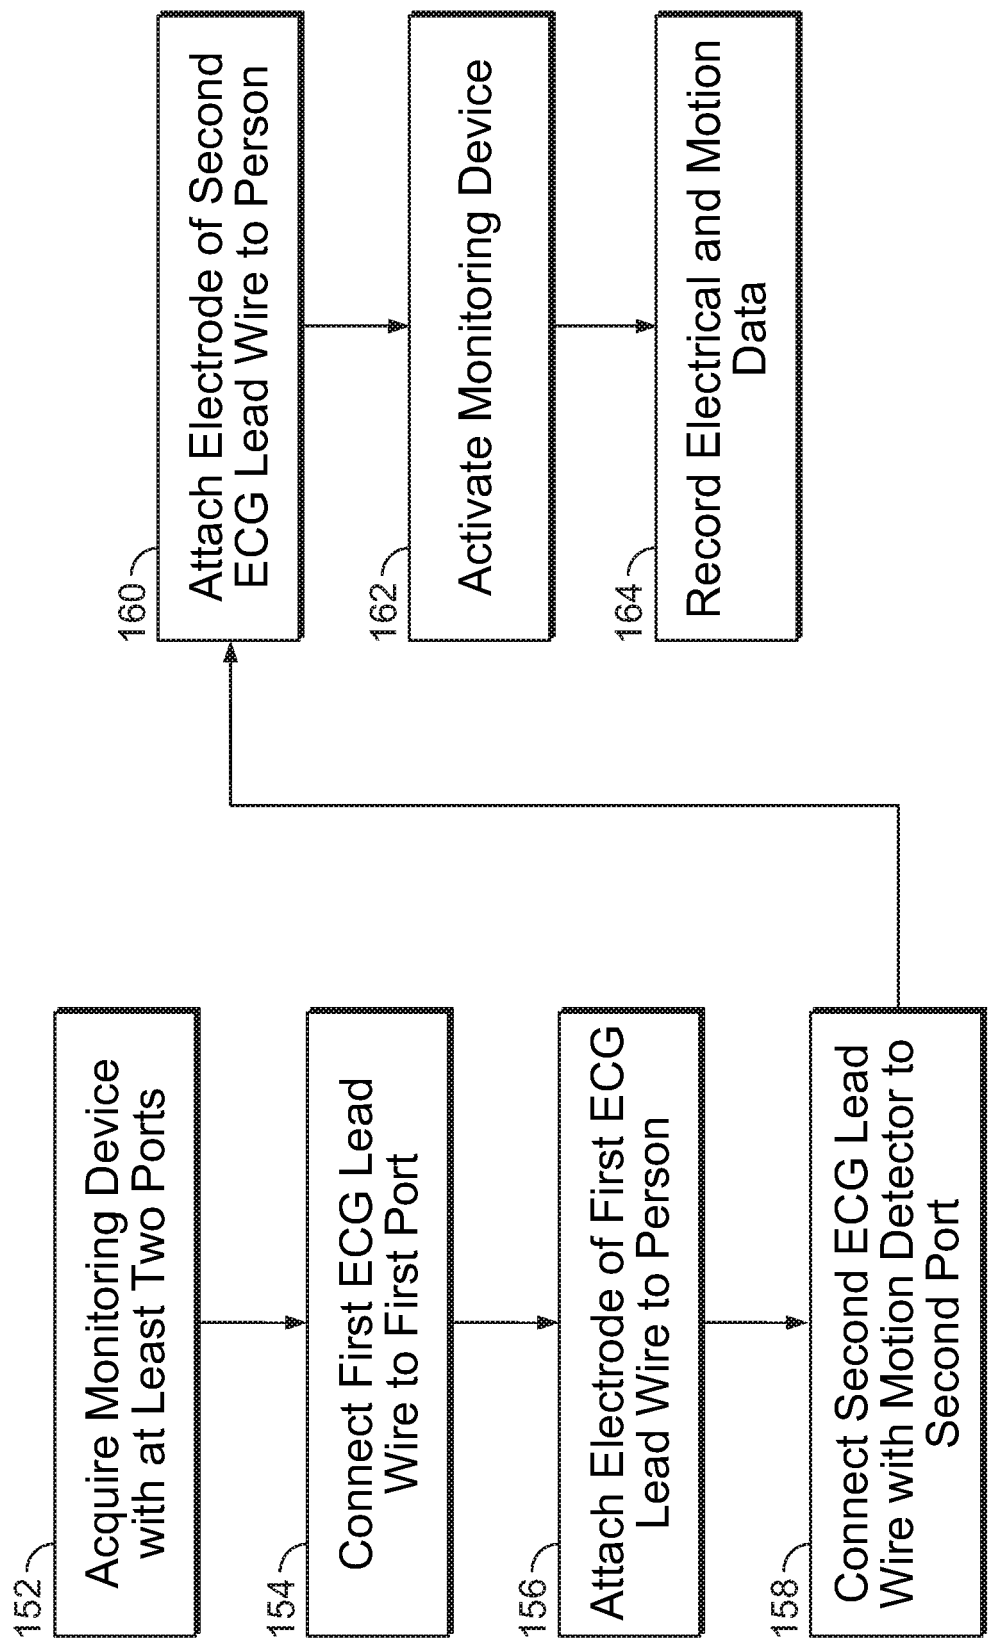 152
Acquire Monitoring Device
with at Least Two Ports
154
Connect First ECG Lead
Wire to First Port
156
Attach Electrode of First ECG
Lead Wire to Person
158
Connect Second ECG Lead
Wire with Motion Detector to
Second Port
160
Attach Electrode of Second
ECG Lead Wire to Person
162
Activate Monitoring Device
164
Record Electrical and Motion
Data